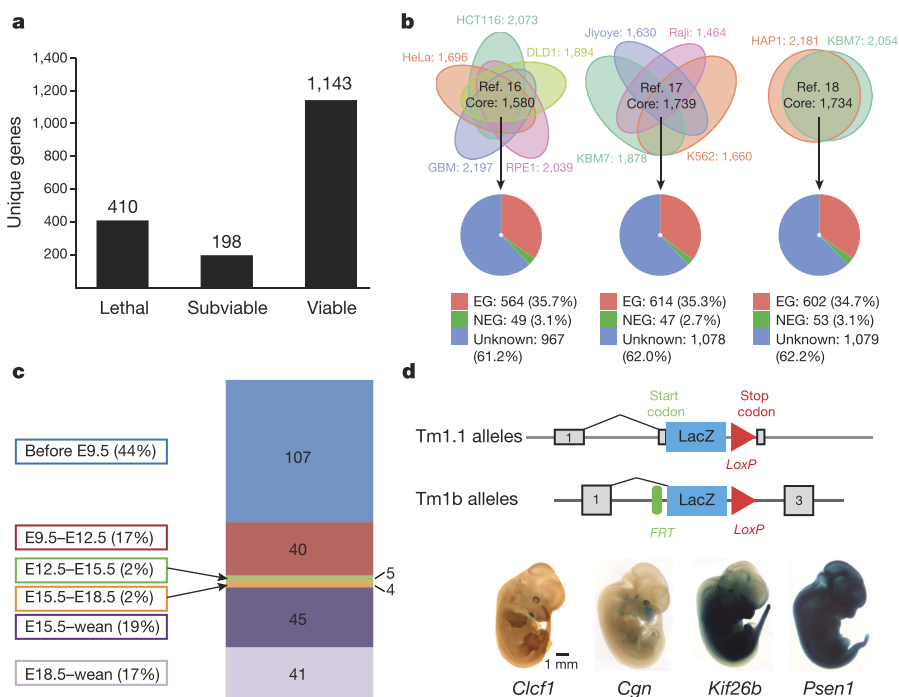 a
Unique genes
1,400
1,200
1,000
800
600
400
200
410
198
1,143
Lethal
Subviable
Viable
b
HCT116: 2,073
HeLa: 1,696
DLD1: 1,894
Ref. 16
Core: 1,580
GBM: 2,197
RPE1: 2,039
Jiyoye: 1,630
Raji: 1,464
Ref. 17
Core: 1,739
KBM7: 1,878
K562: 1,660
HAP1: 2,181
KBM7: 2,054
Ref. 18
Core: 1,734
EG: 564 (35.7%)
NEG: 49 (3.1%)
Unknown: 967
(61.2%)
EG: 614 (35.3%)
NEG: 47 (2.7%)
Unknown: 1,078
(62.0%)
EG: 602 (34.7%)
NEG: 53 (3.1%)
Unknown: 1,079
(62.2%)
c
Before E9.5 (44%)
E9.5–E12.5 (17%)
E12.5–E15.5 (2%)
E15.5–E18.5 (2%)
E15.5–wean (19%)
E18.5–wean (17%)
107
40
5
4
45
41
d
Start
codon
Stop
codon
Tm1.1 alleles
1
LacZ
LoxP
Tm1b alleles
1
LacZ
3
FRT
LoxP
1 mm
Clcf1
Cgn
Kif26b
Psen1